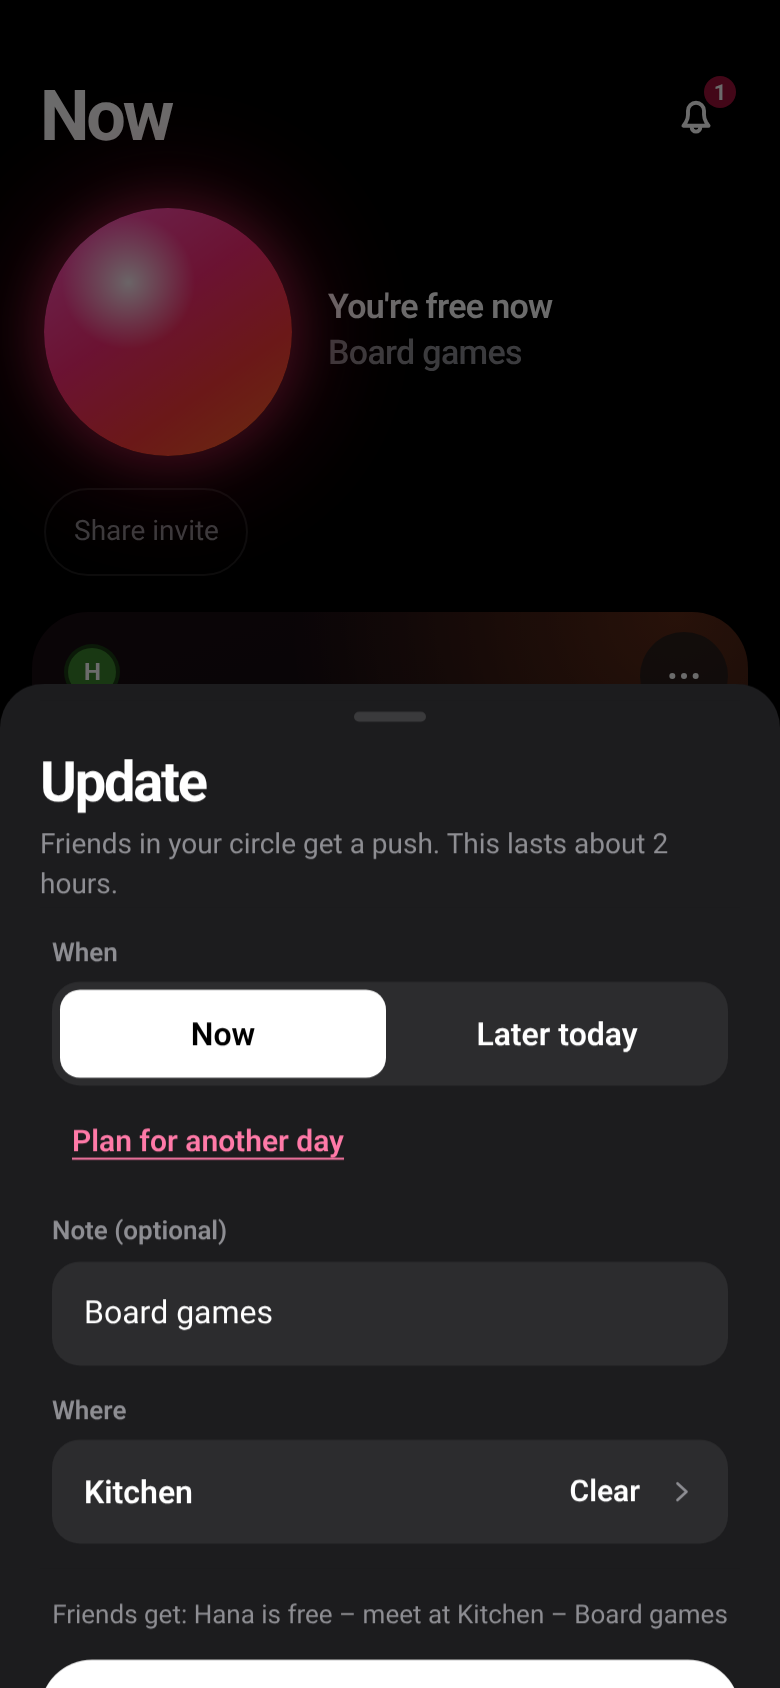 Now
1
You're free now
Board games
Share invite
H
Update
Friends in your circle get a push. This lasts about 2
hours.
When
Now
Later today
Plan for another day
Note (optional)
Board games
Where
Kitchen
Clear
Friends get: Hana is free – meet at Kitchen – Board games